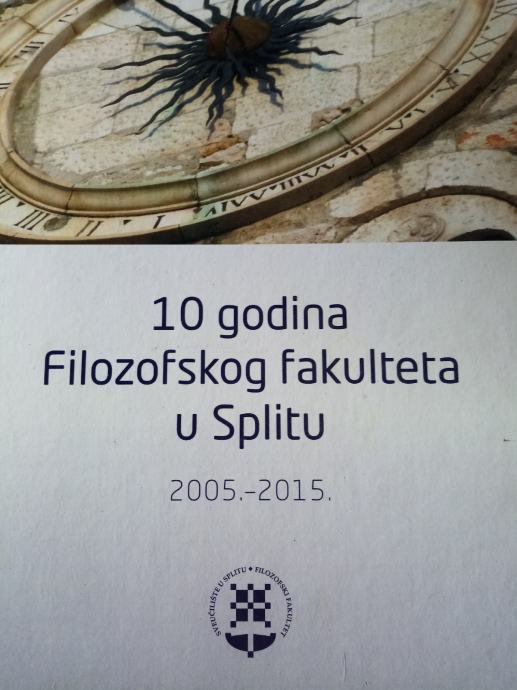 10 godina
Filozofskog fakulteta
u Splitu
2005.-2015.
SVEUČILIŠTE U SPLITU • FILOZOFSKI FAKULTET